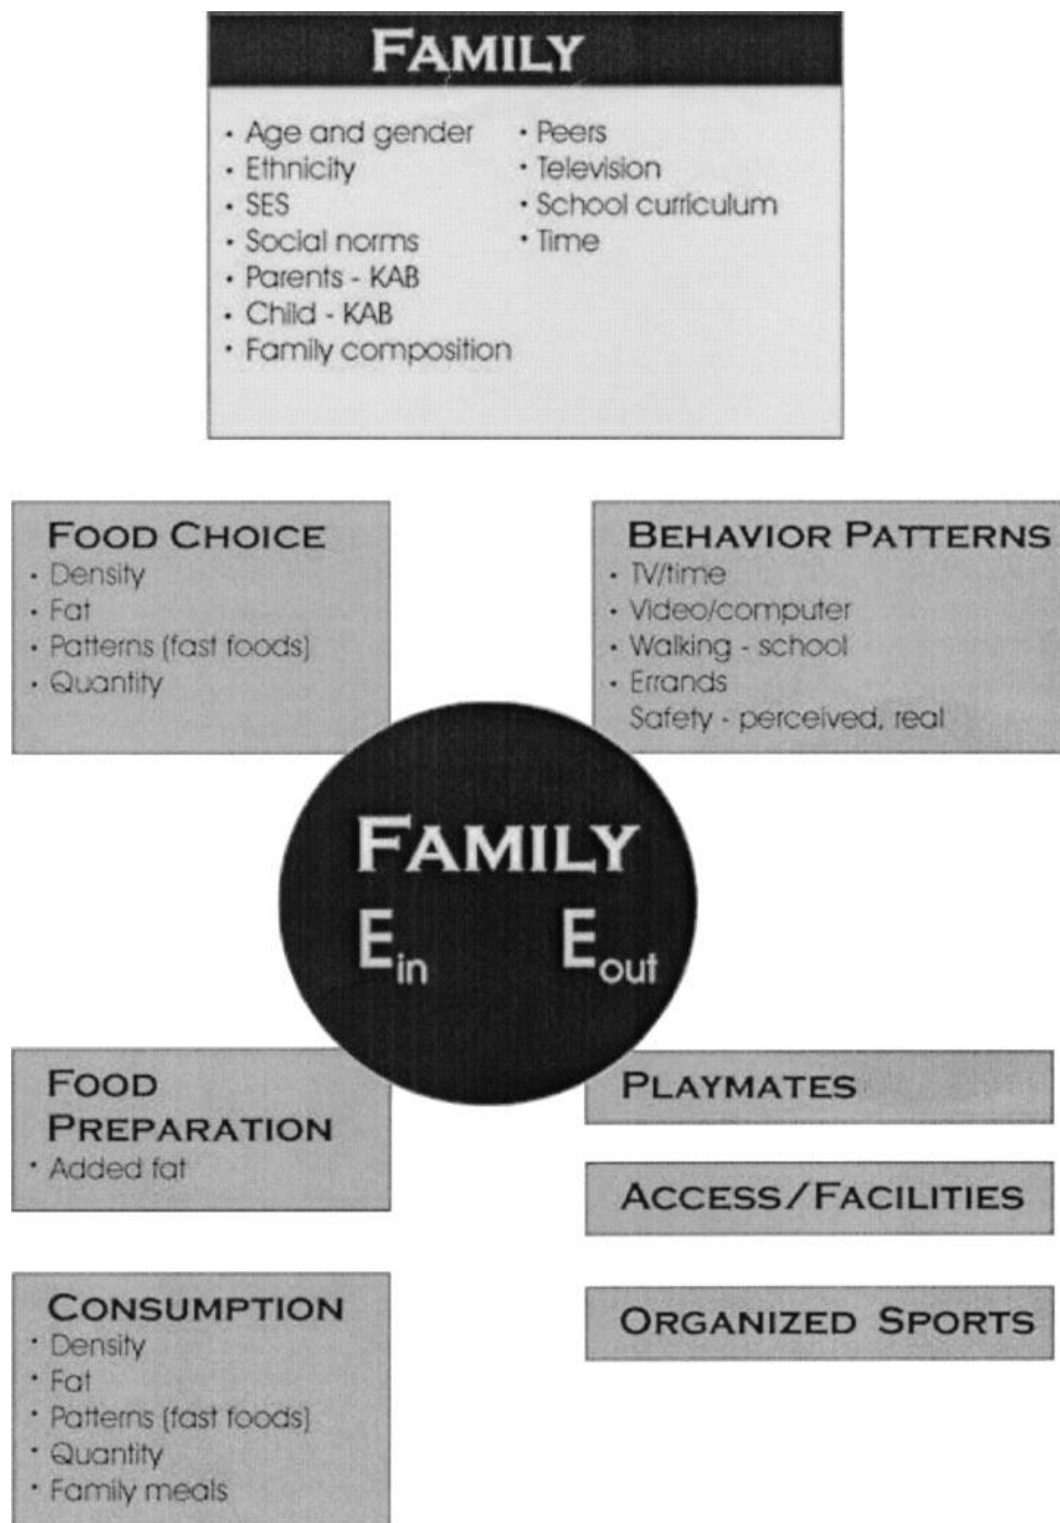 FAMILY
• Age and gender
• Ethnicity
• SES
• Social norms
• Parents - KAB
• Child - KAB
• Family composition
• Peers
• Television
• School curriculum
• Time
FOOD CHOICE
• Density
• Fat
• Patterns (fast foods)
• Quantity
BEHAVIOR PATTERNS
• TV/time
• Video/computer
• Walking - school
• Errands
Safety - perceived, real
FAMILY
E in E out
FOOD
PREPARATION
• Added fat
PLAYMATES
ACCESS/FACILITIES
ORGANIZED SPORTS
CONSUMPTION
• Density
• Fat
• Patterns (fast foods)
• Quantity
• Family meals